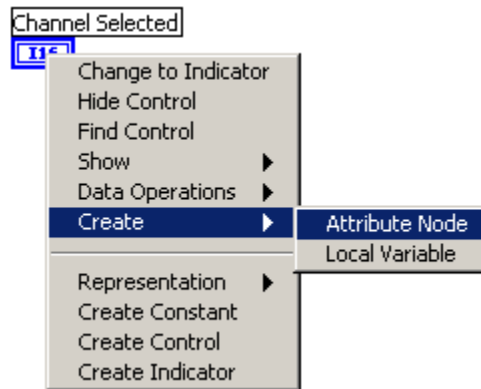 Channel Selected
I16
Change to Indicator
Hide Control
Find Control
Show
Data Operations
Create
Attribute Node
Local Variable
Representation
Create Constant
Create Control
Create Indicator